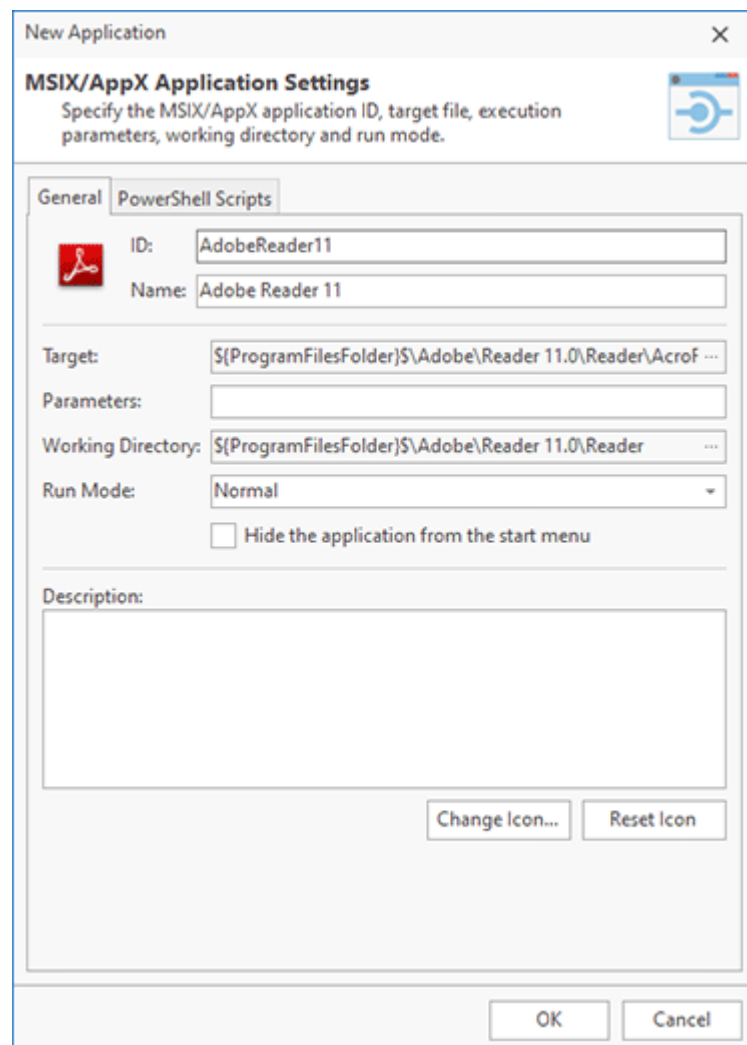 New Application
MSIX/AppX Application Settings
Specify the MSIX/AppX application ID, target file, execution
parameters, working directory and run mode.
General PowerShell Scripts
ID: AdobeReader11
Name: Adobe Reader 11
Target: ${ProgramFilesFolder}$\Adobe\Reader 11.0\Reader\AcroF ...
Parameters:
Working Directory: ${ProgramFilesFolder}$\Adobe\Reader 11.0\Reader ...
Run Mode: Normal
Hide the application from the start menu
Description:
Change Icon... Reset Icon
OK Cancel